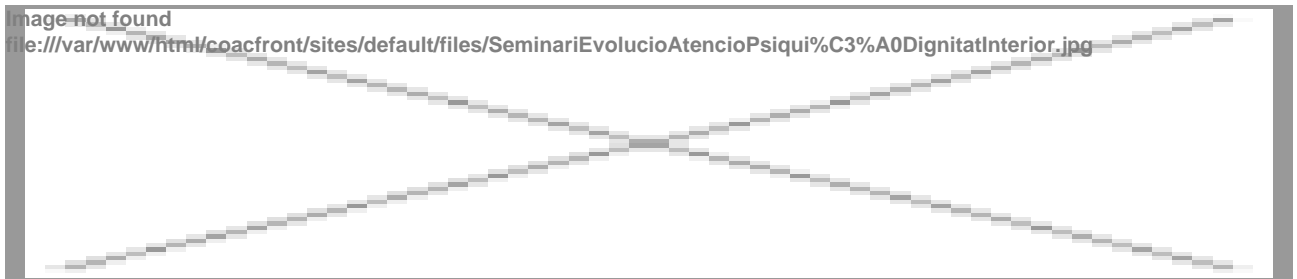 Image not found
file:///var/www/html/coacfront/sites/default/files/SeminariEvolucioAtencioPsiqui%C3%A0DignitatInterior.jpg